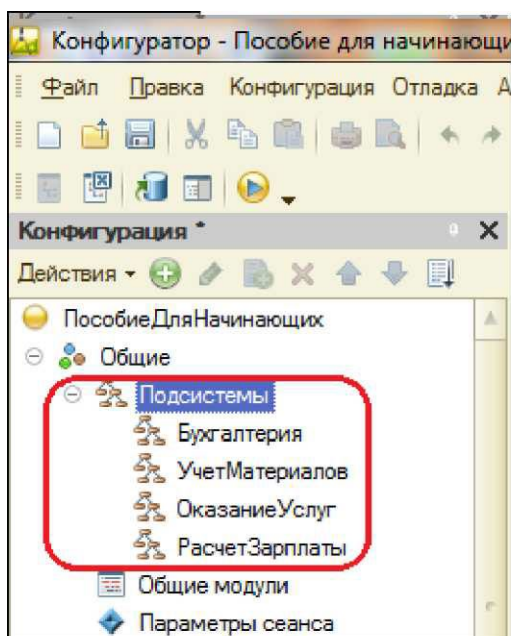 Конфигуратор - Пособие для начинающи
Файл Правка Конфигурация Отладка А
Конфигурация *
Действия
ПособиеДляНачинающих
Общие
Подсистемы
Бухгалтерия
УчетМатериалов
ОказаниеУслуг
РасчетЗарплаты
Общие модули
Параметры сеанса